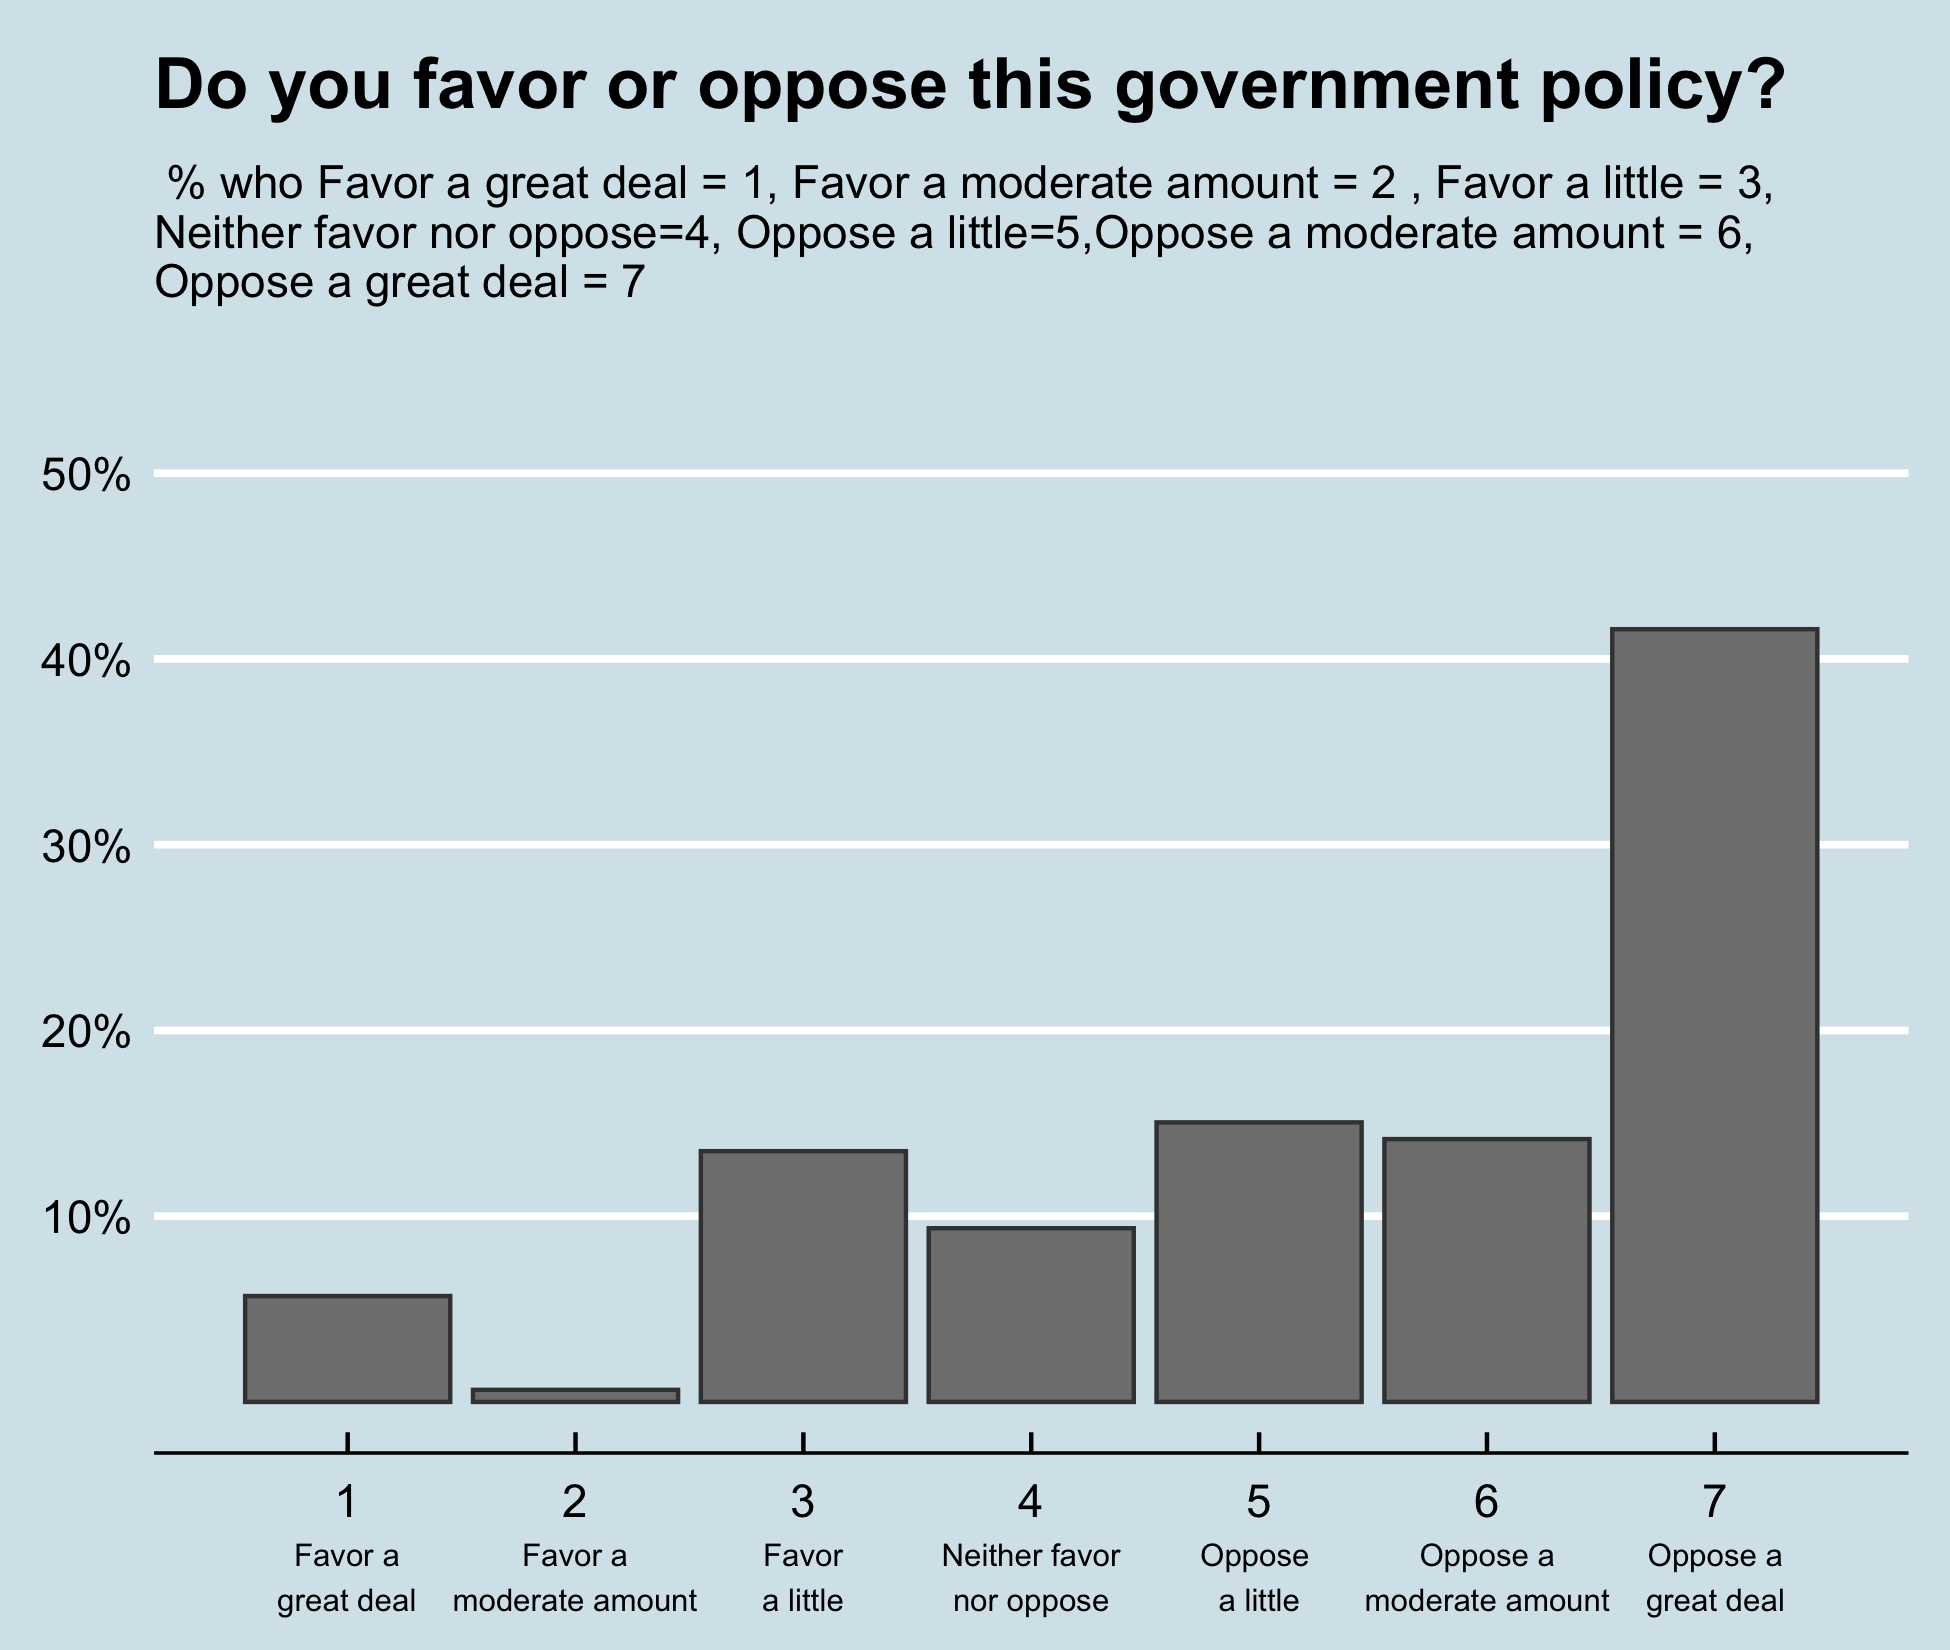 Do you favor or oppose this government policy?
% who Favor a great deal = 1, Favor a moderate amount = 2 , Favor a little = 3,
Neither favor nor oppose=4, Oppose a little=5,Oppose a moderate amount = 6,
Oppose a great deal = 7
50%
40%
30%
20%
10%
1 2 3 4 5 6 7
Favor a Favor a Favor Neither favor Oppose Oppose a Oppose a
great deal moderate amount a little nor oppose a little moderate amount great deal